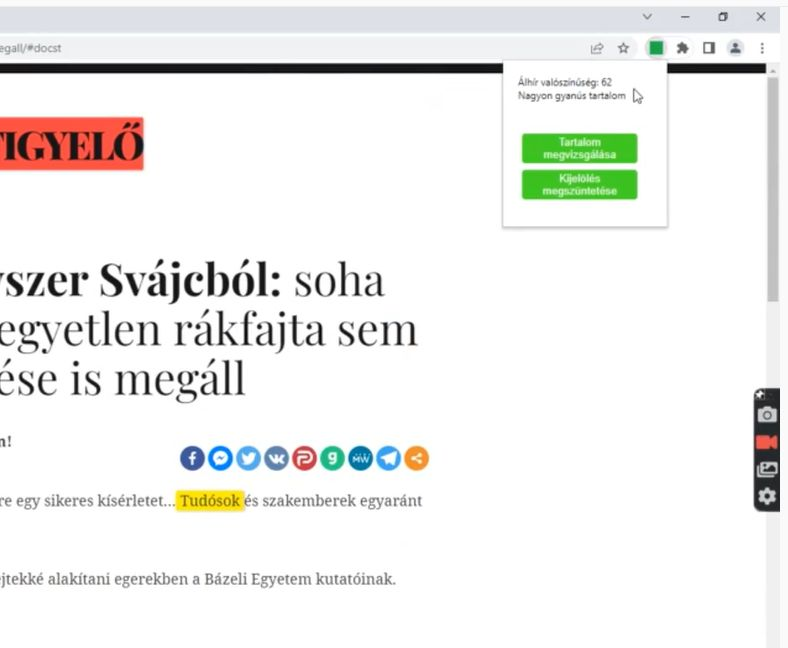 egall/#docst
Álhír valószínűség: 62
Nagyon gyanús tartalom
Tartalom
megvizsgálása
Kijelölés
megszüntetése
TIGYELŐ
yszer Svájcból: soha
egyetlen rákfajta sem
ése is megáll
n!
re egy sikeres kísérletet... Tudósok és szakemberek egyaránt
ejtekké alakítani egerekben a Bázeli Egyetem kutatóinak.